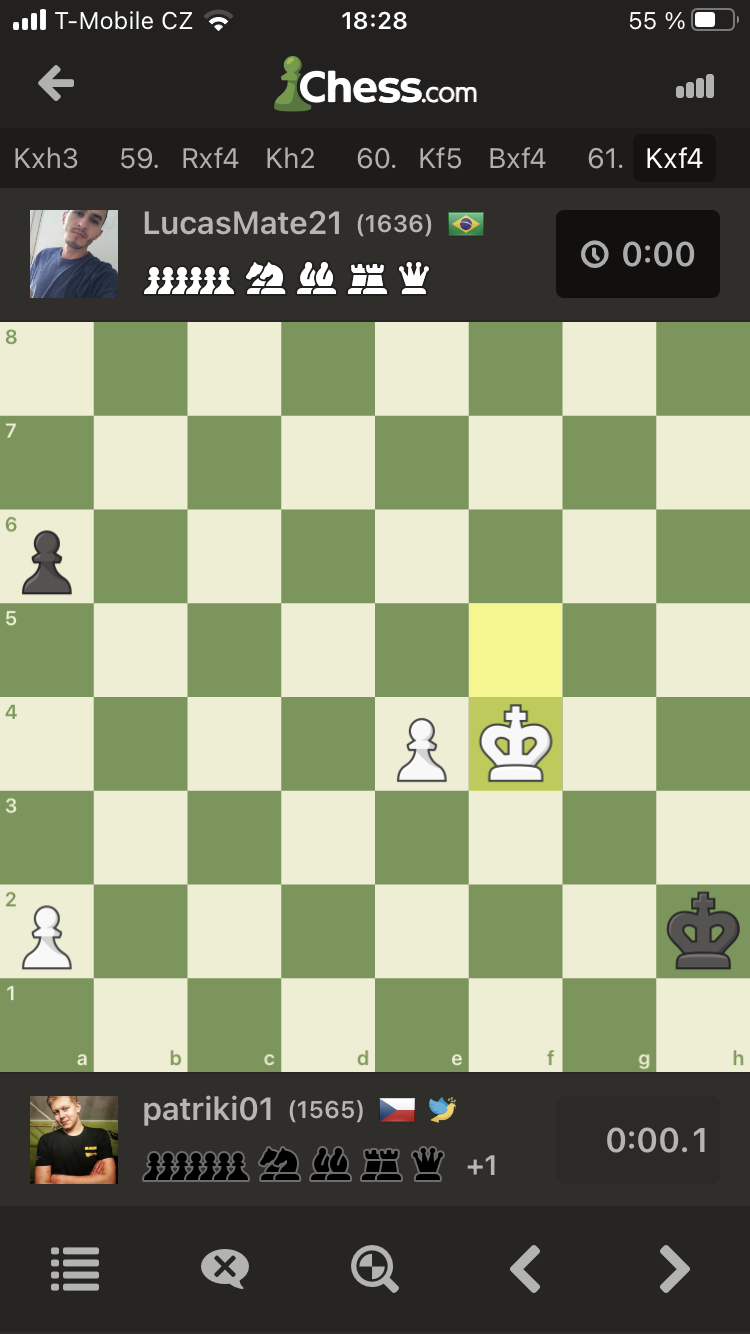 T-Mobile CZ 18:28 55 %
Chess.com
Kxh3 59. Rxf4 Kh2 60. Kf5 Bxf4 61. Kxf4
LucasMate21 (1636) 0:00
8
7
6
5
4
3
2
1
a b c d e f g h
patriki01 (1565) 0:00.1
+1